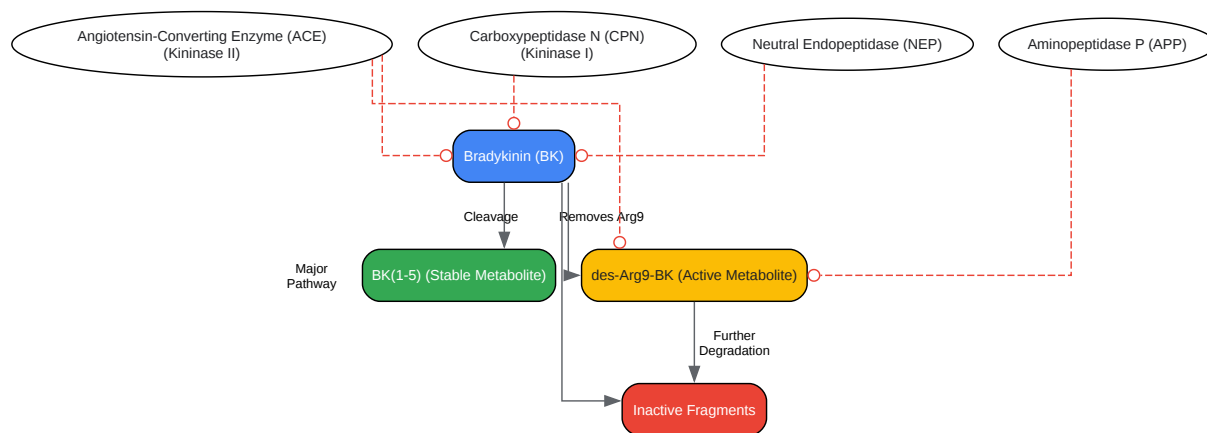 Angiotensin-Converting Enzyme (ACE)
(Kininase II)
Carboxypeptidase N (CPN)
(Kininase I)
Neutral Endopeptidase (NEP)
Aminopeptidase P (APP)
Bradykinin (BK)
Cleavage
Removes Arg9
Major
Pathway
BK(1-5) (Stable Metabolite)
des-Arg9-BK (Active Metabolite)
Further
Degradation
Inactive Fragments